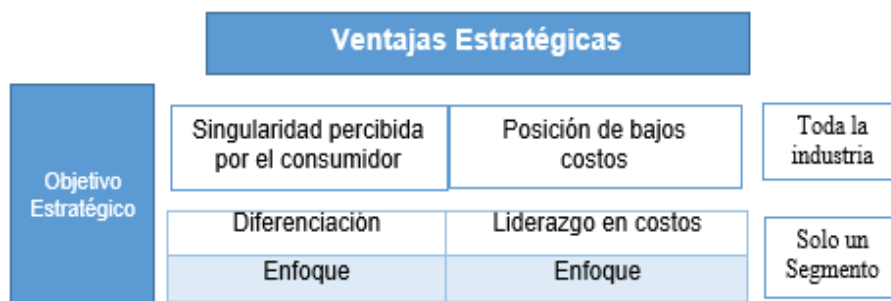 Ventajas Estratégicas
Objetivo
Estratégico
Singularidad percibida
por el consumidor
Posición de bajos
costos
Toda la
industria
Diferenciación
Liderazgo en costos
Enfoque
Enfoque
Solo un
Segmento